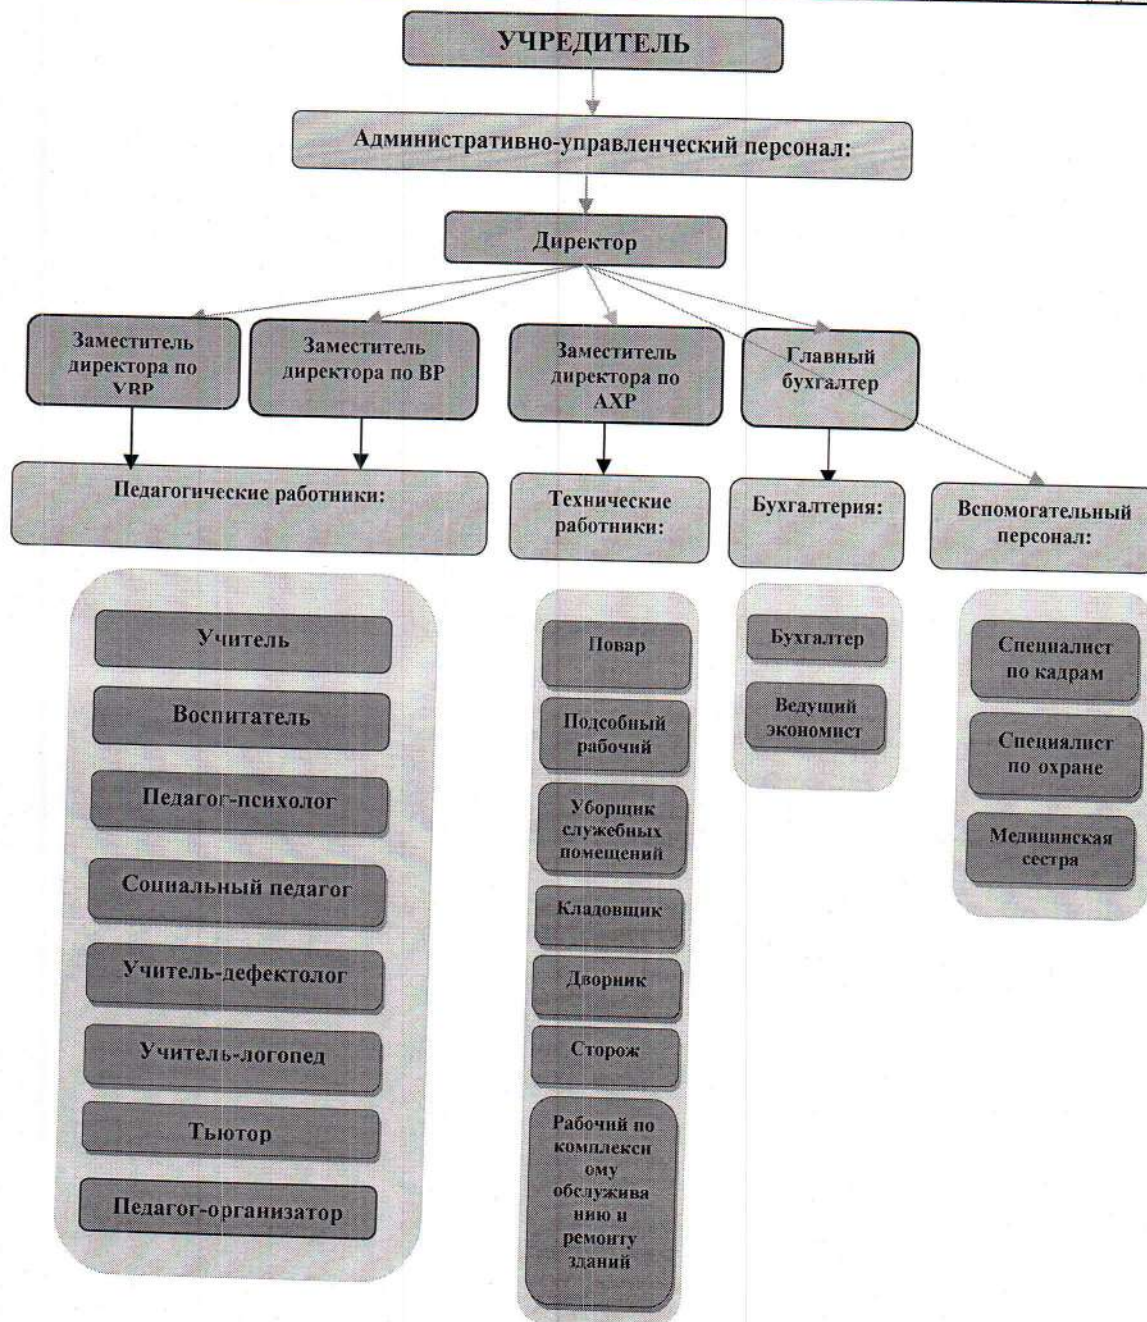 УЧРЕДИТЕЛЬ
Административно-управленческий персонал:
Директор
Заместитель
директора по
УВР
Заместитель
директора по ВР
Заместитель
директора по
АХР
Главный
бухгалтер
Педагогические работники:
Технические
работники:
Бухгалтерия:
Вспомогательный
персонал:
Учитель
Воспитатель
Педагог-психолог
Социальный педагог
Учитель-дефектолог
Учитель-логопед
Тьютор
Педагог-организатор
Повар
Подсобный
рабочий
Уборщик
служебных
помещений
Кладовщик
Дворник
Сторож
Рабочий по
комплексн
ому
обслужива
нию и
ремонту
зданий
Бухгалтер
Ведущий
экономист
Специалист
по кадрам
Специалист
по охране
Медицинская
сестра